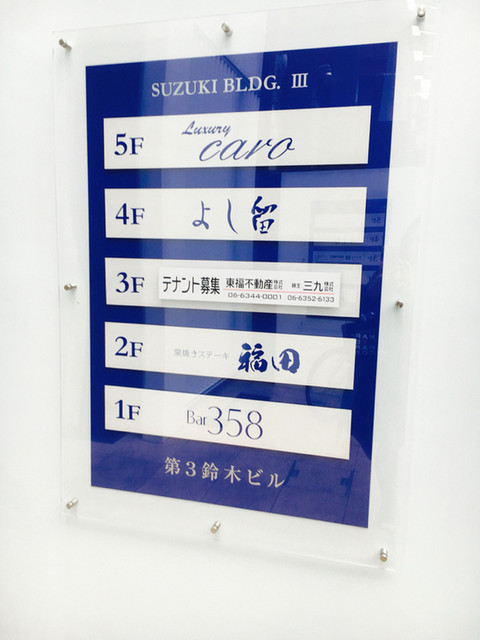 SUZUKI BLDG. Ⅲ
5F Luxury caro
4F よし留
3F テナント募集 東福不動産株式会社 株主 三九株式会社
06-6344-0001 06-6352-6133
2F 窯焼きステーキ 福田
1F Bar 358
第3鈴木ビル